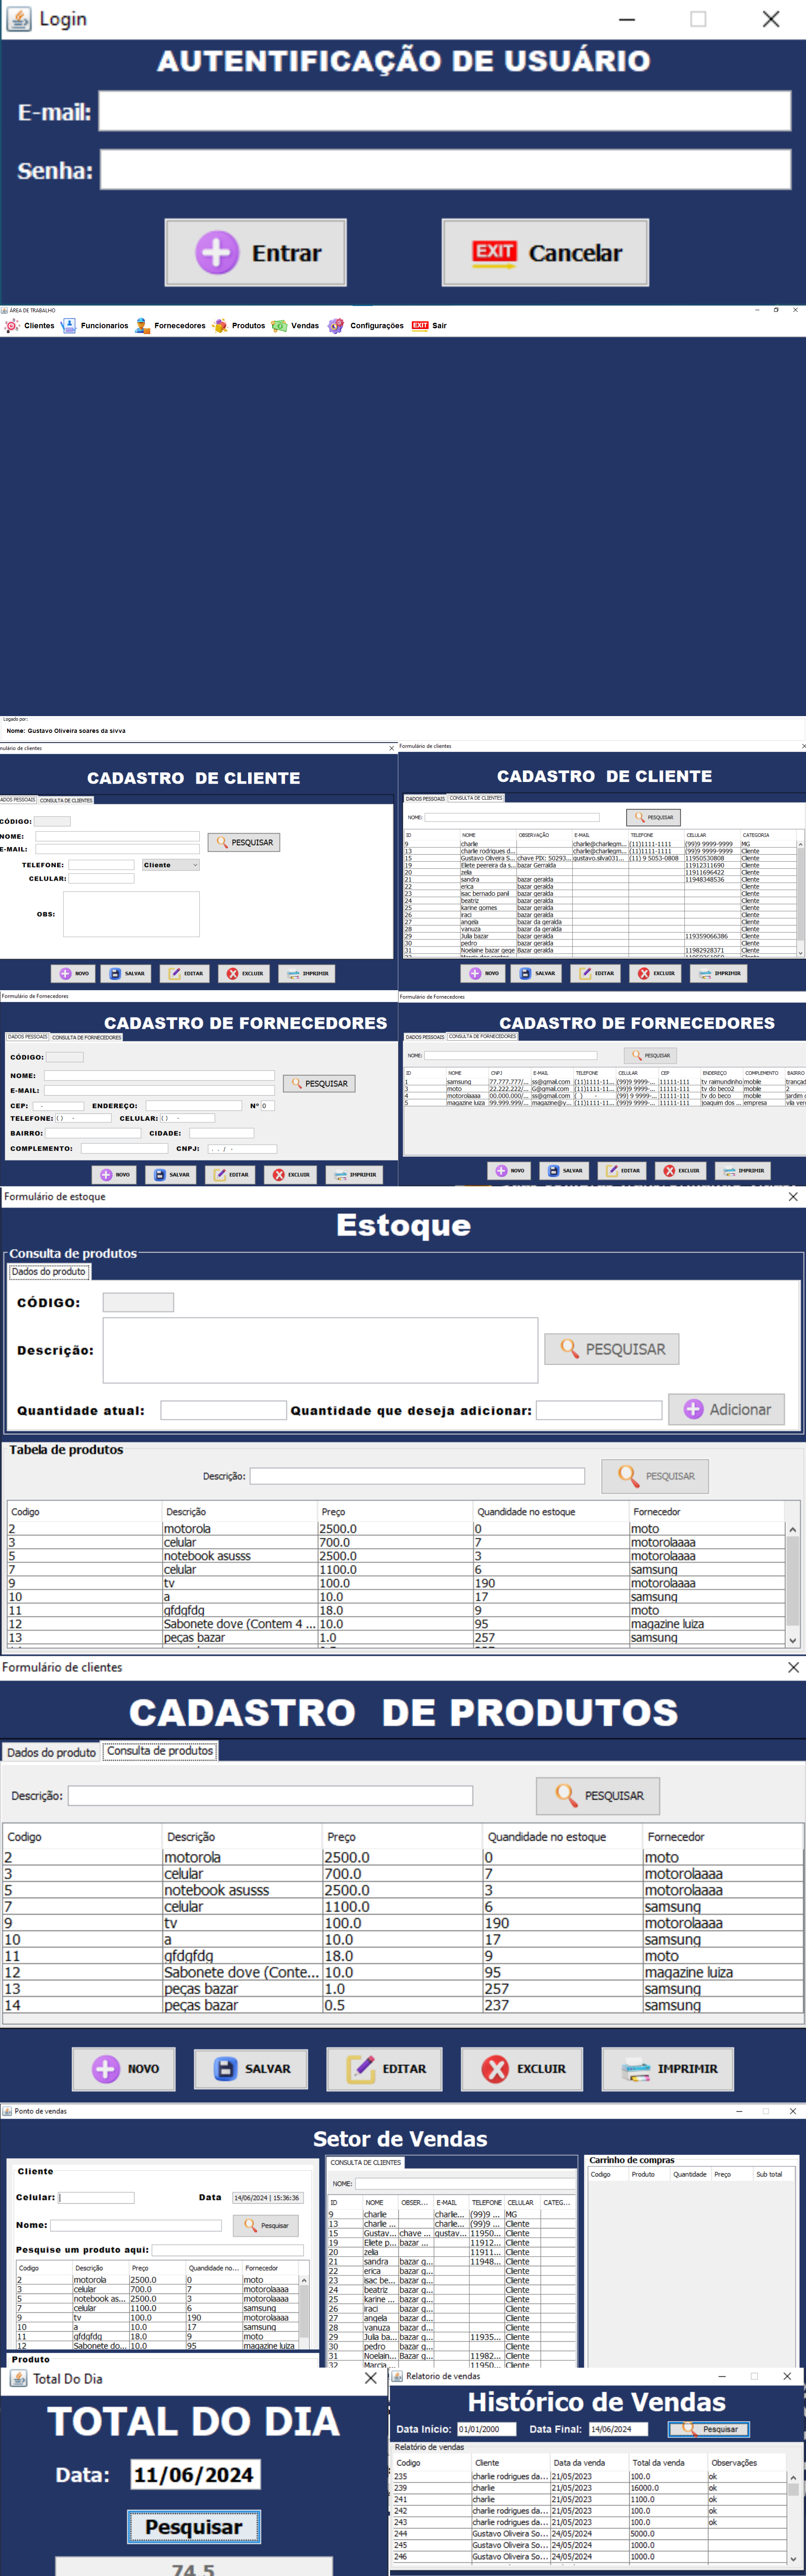 Login
AUTENTIFICAÇÃO DE USUÁRIO
E-mail:
Senha:
Entrar
EXIT Cancelar
ÁREA DE TRABALHO
Clientes Funcionarios Fornecedores Produtos Vendas Configurações EXIT Sair
Logado por:
Nome: Gustavo Oliveira soares da sivva
mulário de clientes
CADASTRO DE CLIENTE
ADOS PESSOAIS CONSULTA DE CLIENTES
CÓDIGO:
NOME:
E-MAIL:
PESQUISAR
TELEFONE:
Cliente
CELULAR:
OBS:
NOVO SALVAR EDITAR EXCLUIR IMPRIMIR
Formulário de clientes
CADASTRO DE CLIENTE
DADOS PESSOAIS CONSULTA DE CLIENTES
NOME: PESQUISAR
ID NOME OBSERVAÇÃO E-MAIL TELEFONE CELULAR CATEGORIA
9 charlie charlie@charliegm... (11)1111-1111 (99)9 9999-9999 MG
13 charlie rodrigues d... charlie@charlegm... (11)1111-1111 (99)9 9999-9999 Cliente
15 Gustavo Oliveira S... chave PIX: 50293... gustavo.silva031... (11) 9 5053-0808 11950530808 Cliente
19 Eliete peereira da s... bazar Gerralda 11912311690 Cliente
20 zelia 11911696422 Cliente
21 sandra bazar geralda 11948348536 Cliente
22 erica bazar geralda Cliente
23 isac bernado panil bazar geralda Cliente
24 beatriz bazar geralda Cliente
25 karine gomes bazar geralda Cliente
26 iraci bazar geralda Cliente
27 angela bazar da geralda Cliente
28 vanuza bazar da geralda Cliente
29 Julia bazar bazar geralda 119359066386 Cliente
30 pedro bazar geralda Cliente
31 Noelaine bazar gege Bazar geralda 11982928371 Cliente
NOVO SALVAR EDITAR EXCLUIR IMPRIMIR
Formulário de Fornecedores
CADASTRO DE FORNECEDORES
DADOS PESSOAIS CONSULTA DE FORNECEDORES
CÓDIGO:
NOME:
E-MAIL:
PESQUISAR
CEP: - ENDEREÇO: Nº 0
TELEFONE: ( ) - CELULAR: ( ) -
BAIRRO: CIDADE:
COMPLEMENTO: CNPJ: . . / -
NOVO SALVAR EDITAR EXCLUIR IMPRIMIR
Formulário de Fornecedores
CADASTRO DE FORNECEDORES
DADOS PESSOAIS CONSULTA DE FORNECEDORES
NOME: PESQUISAR
ID NOME CNPJ E-MAIL TELEFONE CELULAR CEP ENDEREÇO COMPLEMENTO BAIRRO
1 samsung 77.777.777/... ss@gmail.com (11)1111-11... (99)9 9999-... 11111-111 tv raimundinho mobile
3 moto 22.222.222/... G@gmail.com (11)1111-11... (99)9 9999-... 11111-111 tv do beco2 mobile 2
4 motorolaaaa 00.000.000/... ss@gmail.com ( ) - (99) 9 9999-... 11111-111 tv do beco mobile
5 magazine luiza 99.999.999/... magazine@y... (11)1111-11... (99)9 9999-... 11111-111 joaquim dos ... empresa
NOVO SALVAR EDITAR EXCLUIR IMPRIMIR
Formulário de estoque
Estoque
Consulta de produtos
Dados do produto
CÓDIGO:
Descrição: PESQUISAR
Quantidade atual: Quantidade que deseja adicionar: Adicionar
Tabela de produtos
Descrição: PESQUISAR
Codigo Descrição Preço Quandidade no estoque Fornecedor
2 motorola 2500.0 0 moto
3 celular 700.0 7 motorolaaaa
5 notebook asusss 2500.0 3 motorolaaaa
7 celular 1100.0 6 samsung
9 tv 100.0 190 motorolaaaa
10 a 10.0 17 samsung
11 gfdgfdg 18.0 9 moto
12 Sabonete dove (Contem 4 ... 10.0 95 magazine luiza
13 peças bazar 1.0 257 samsung
Formulário de clientes
CADASTRO DE PRODUTOS
Dados do produto Consulta de produtos
Descrição: PESQUISAR
Codigo Descrição Preço Quandidade no estoque Fornecedor
2 motorola 2500.0 0 moto
3 celular 700.0 7 motorolaaaa
5 notebook asusss 2500.0 3 motorolaaaa
7 celular 1100.0 6 samsung
9 tv 100.0 190 motorolaaaa
10 a 10.0 17 samsung
11 gfdgfdg 18.0 9 moto
12 Sabonete dove (Conte... 10.0 95 magazine luiza
13 peças bazar 1.0 257 samsung
14 peças bazar 0.5 237 samsung
NOVO SALVAR EDITAR EXCLUIR IMPRIMIR
Ponto de vendas
Setor de Vendas
Cliente
Celular: Data 14/06/2024 | 15:36:36
Nome: Pesquisar
Pesquise um produto aqui:
Codigo Descrição Preço Quandidade no... Fornecedor
2 motorola 2500.0 0 moto
3 celular 700.0 7 motorolaaaa
5 notebook as... 2500.0 3 motorolaaaa
7 celular 1100.0 6 samsung
9 tv 100.0 190 motorolaaaa
10 a 10.0 17 samsung
11 gfdgfdg 18.0 9 moto
12 Sabonete do... 10.0 95 magazine luiza
Produto
CONSULTA DE CLIENTES
NOME:
ID NOME OBSER... E-MAIL TELEFONE CELULAR CATEG...
9 charlie charlie... (99)9 ... MG
13 charlie ... charlie... (99)9 ... Cliente
15 Gustav... chave ... gustav... 11950... Cliente
19 Eliete p... bazar ... 11912... Cliente
20 zelia 11911... Cliente
21 sandra bazar g... 11948... Cliente
22 erica bazar g... Cliente
23 isac be... bazar g... Cliente
24 beatriz bazar g... Cliente
25 karine ... bazar g... Cliente
26 iraci bazar g... Cliente
27 angela bazar d... Cliente
28 vanuza bazar d... Cliente
29 Julia ba... bazar g... 11935... Cliente
30 pedro bazar g... Cliente
31 Noelain... Bazar g... 11982... Cliente
32 Marcia ... 11950... Cliente
Carrinho de compras
Codigo Produto Quantidade Preço Sub total
Total Do Dia
TOTAL DO DIA
Data: 11/06/2024
Pesquisar
74.5
Relatorio de vendas
Histórico de Vendas
Data Inicio: 01/01/2000 Data Final: 14/06/2024 Pesquisar
Relatório de vendas
Codigo Cliente Data da venda Total da venda Observações
235 charlie rodrigues da... 21/05/2023 100.0 ok
239 charlie 21/05/2023 16000.0 ok
241 charlie 21/05/2023 1100.0 ok
242 charlie rodrigues da... 21/05/2023 100.0 ok
243 charlie rodrigues da... 21/05/2023 100.0 ok
244 Gustavo Oliveira So... 24/05/2024 5000.0
245 Gustavo Oliveira So... 24/05/2024 1000.0
246 Gustavo Oliveira So... 24/05/2024 1000.0